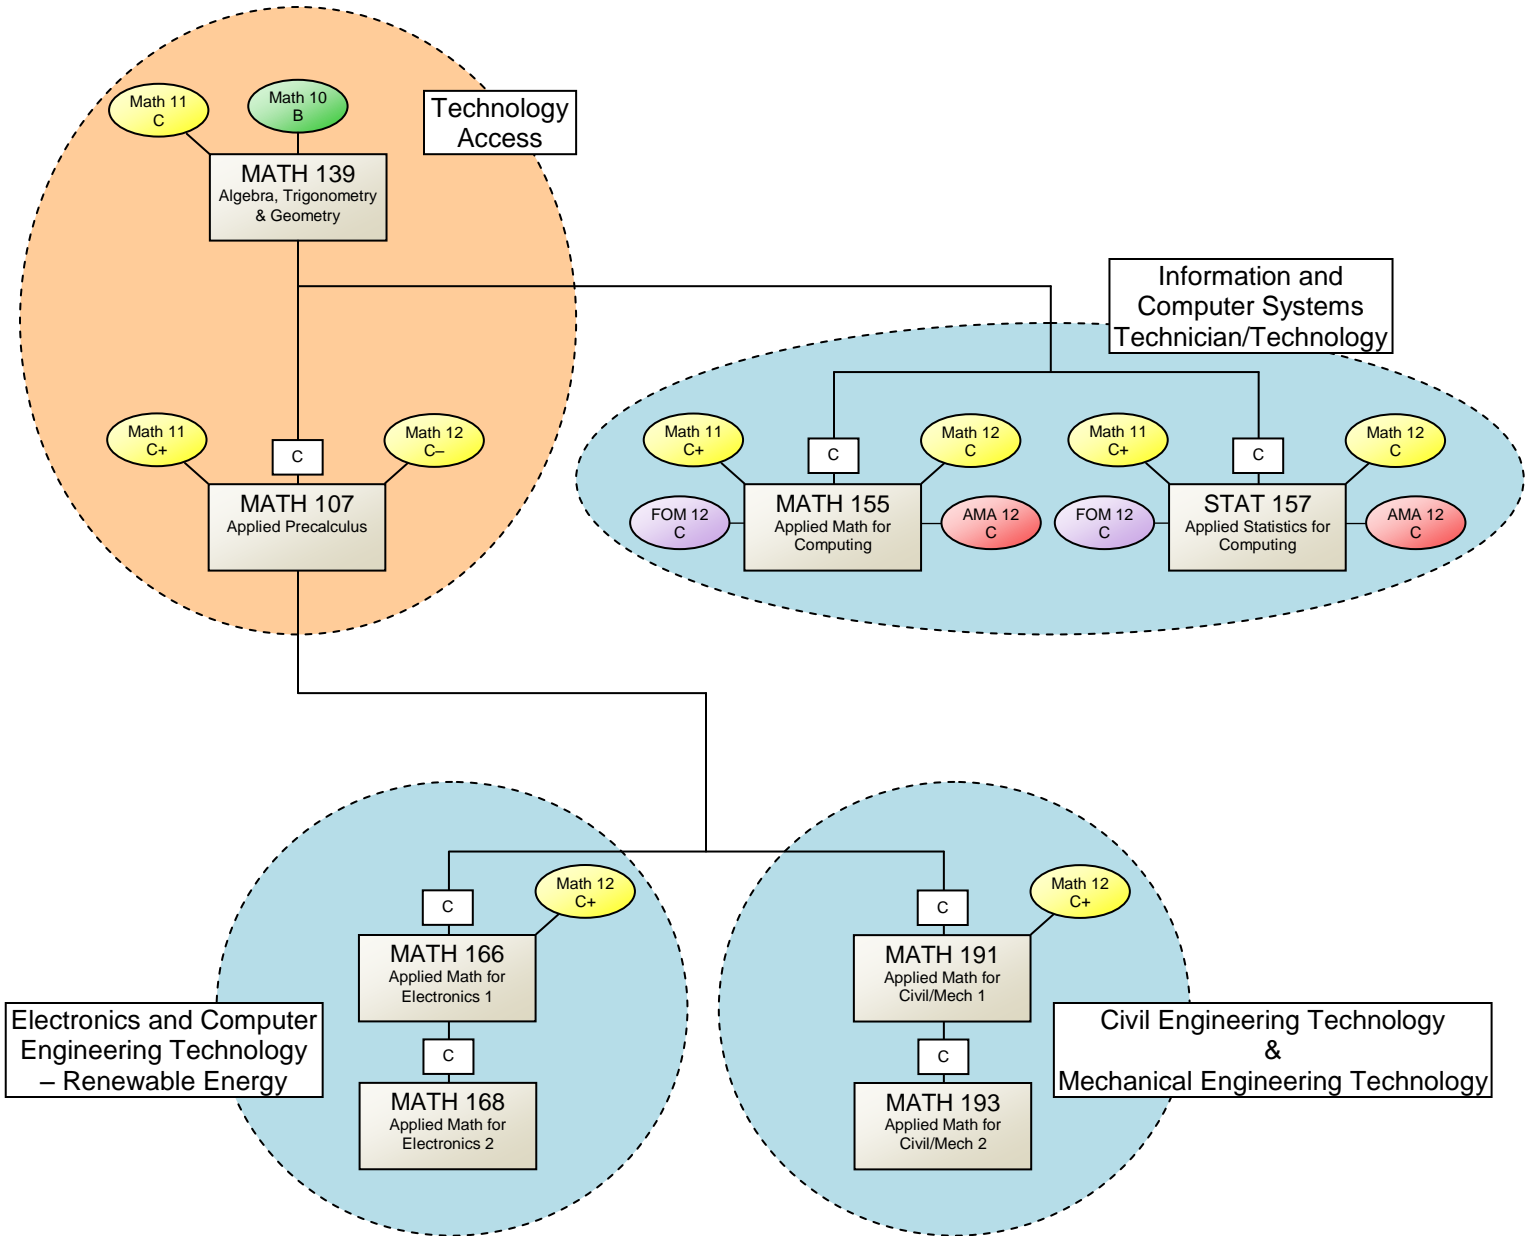 Math 11
C
Math 10
B
Technology
Access
MATH 139
Algebra, Trigonometry
& Geometry
Information and
Computer Systems
Technician/Technology
Math 11
C+
C
Math 12
C–
MATH 107
Applied Precalculus
Math 11
C+
C
Math 12
C
FOM 12
C
MATH 155
Applied Math for
Computing
AMA 12
C
Math 11
C+
C
Math 12
C
FOM 12
C
STAT 157
Applied Statistics for
Computing
AMA 12
C
C
Math 12
C+
MATH 166
Applied Math for
Electronics 1
C
MATH 168
Applied Math for
Electronics 2
Electronics and Computer
Engineering Technology
– Renewable Energy
C
Math 12
C+
MATH 191
Applied Math for
Civil/Mech 1
C
MATH 193
Applied Math for
Civil/Mech 2
Civil Engineering Technology
&
Mechanical Engineering Technology